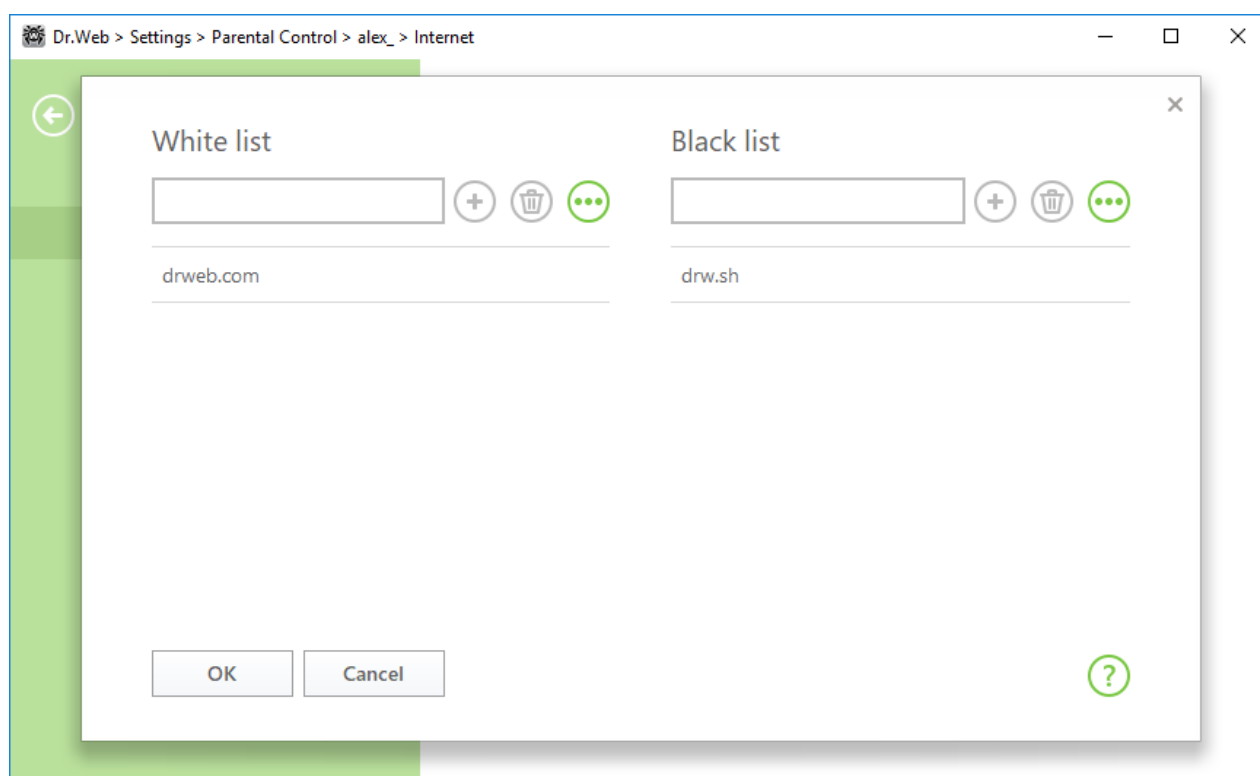 Dr.Web > Settings > Parental Control > alex_ > Internet
White list
Black list
drweb.com
drw.sh
OK
Cancel
?